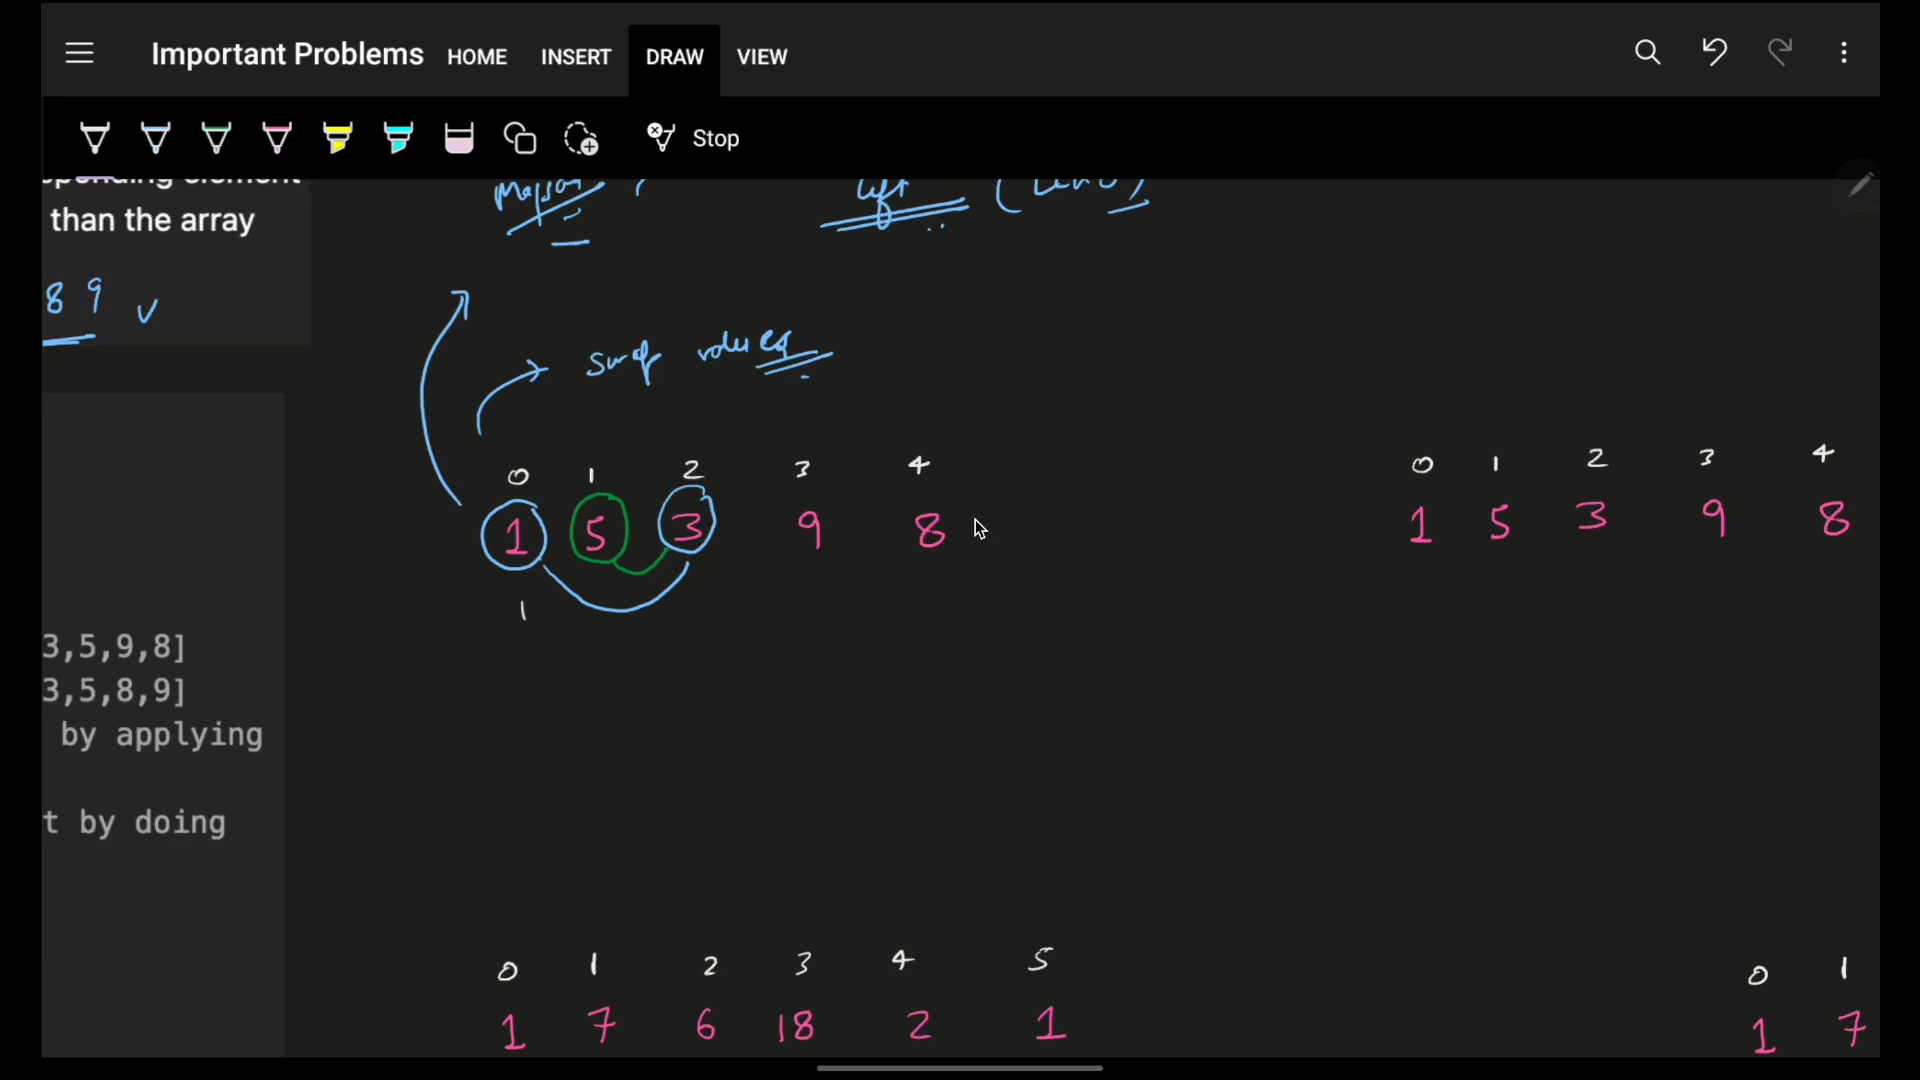 Important Problems HOME INSERT DRAW VIEW
Stop
than the array
8 9
left
swap values
0 1 2 3 4
1 5 3 9 8
1
0 1 2 3 4
1 5 3 9 8
3,5,9,8]
3,5,8,9]
by applying
t by doing
0 1 2 3 4 5
1 7 6 18 2 1
0 1
1 7